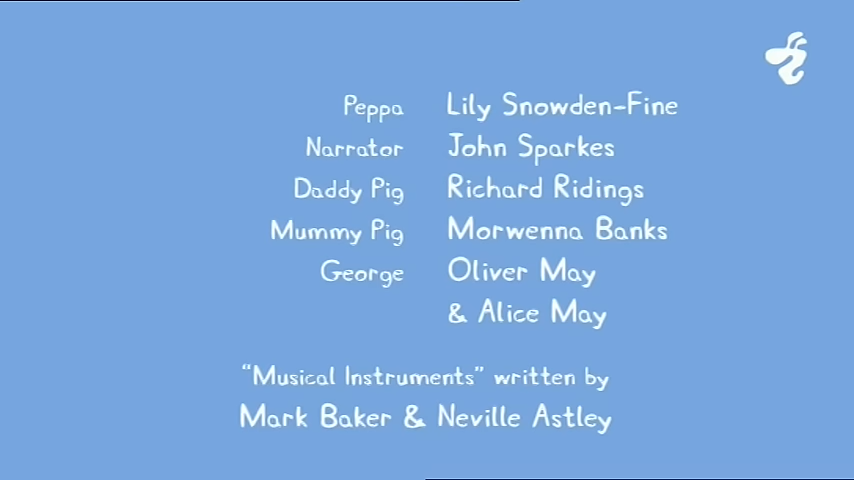 Peppa Lily Snowden-Fine
Narrator John Sparkes
Daddy Pig Richard Ridings
Mummy Pig Morwenna Banks
George Oliver May
& Alice May
"Musical Instruments" written by
Mark Baker & Neville Astley